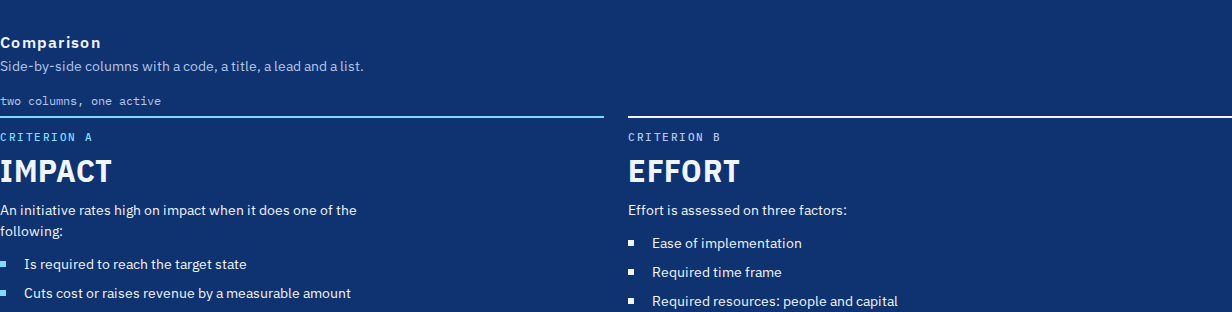 Comparison
Side-by-side columns with a code, a title, a lead and a list.
two columns, one active
CRITERION A
IMPACT
An initiative rates high on impact when it does one of the
following:
Is required to reach the target state
Cuts cost or raises revenue by a measurable amount
CRITERION B
EFFORT
Effort is assessed on three factors:
Ease of implementation
Required time frame
Required resources: people and capital